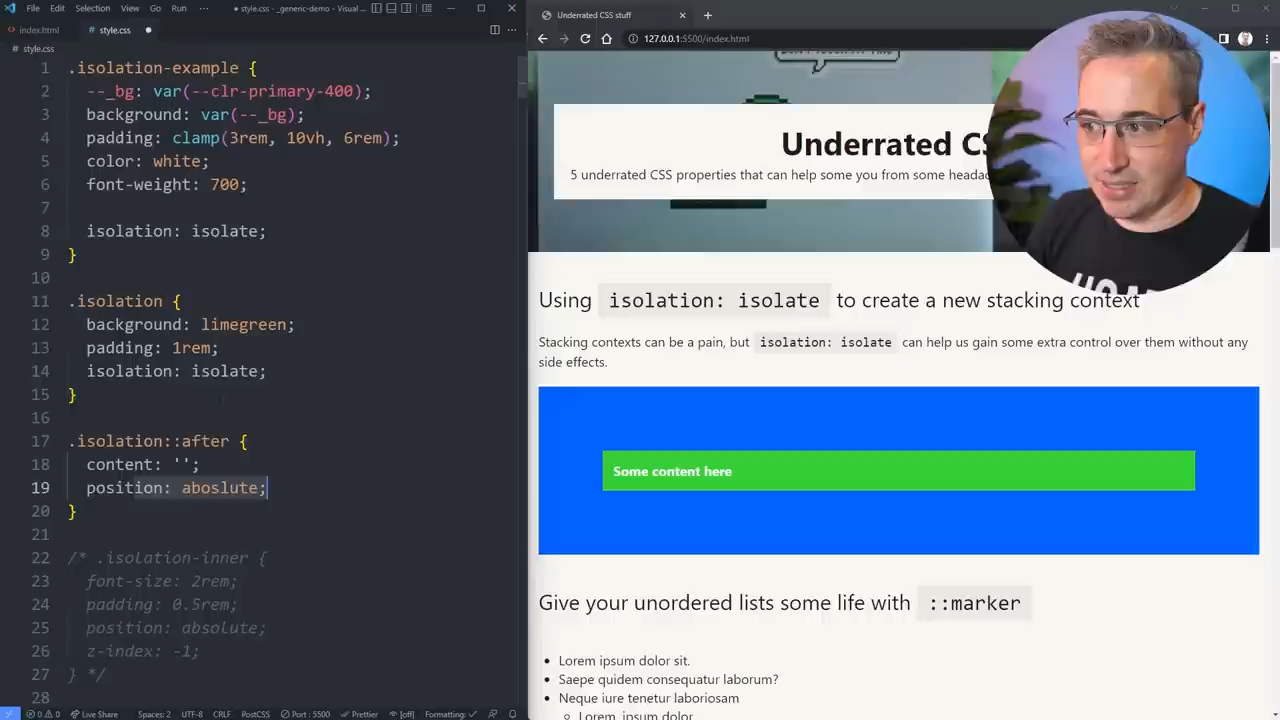 File Edit Selection View Go Run ··· ● style.css - _generic-demo - Visual ...
index.html
style.css ●
style.css
1 .isolation-example {
2 --_bg: var(--clr-primary-400);
3 background: var(--_bg);
4 padding: clamp(3rem, 10vh, 6rem);
5 color: white;
6 font-weight: 700;
7
8 isolation: isolate;
9 }
10
11 .isolation {
12 background: limegreen;
13 padding: 1rem;
14 isolation: isolate;
15 }
16
17 .isolation::after {
18 content: '';
19 position: aboslute;
20 }
21
22 /* .isolation-inner {
23 font-size: 2rem;
24 padding: 0.5rem;
25 position: absolute;
26 z-index: -1;
27 } */
28
0 0 Live Share Spaces: 2 UTF-8 CRLF PostCSS Port : 5500 Prettier [off] Formatting:
Underrated CSS stuff
127.0.0.1:5500/index.html
Underrated CS
5 underrated CSS properties that can help some you from some headac
Using isolation: isolate to create a new stacking context
Stacking contexts can be a pain, but isolation: isolate can help us gain some extra control over them without any
side effects.
Some content here
Give your unordered lists some life with ::marker
• Lorem ipsum dolor sit.
• Saepe quidem consequatur laborum?
• Neque iure tenetur laboriosam
Lorem, ipsum dolor